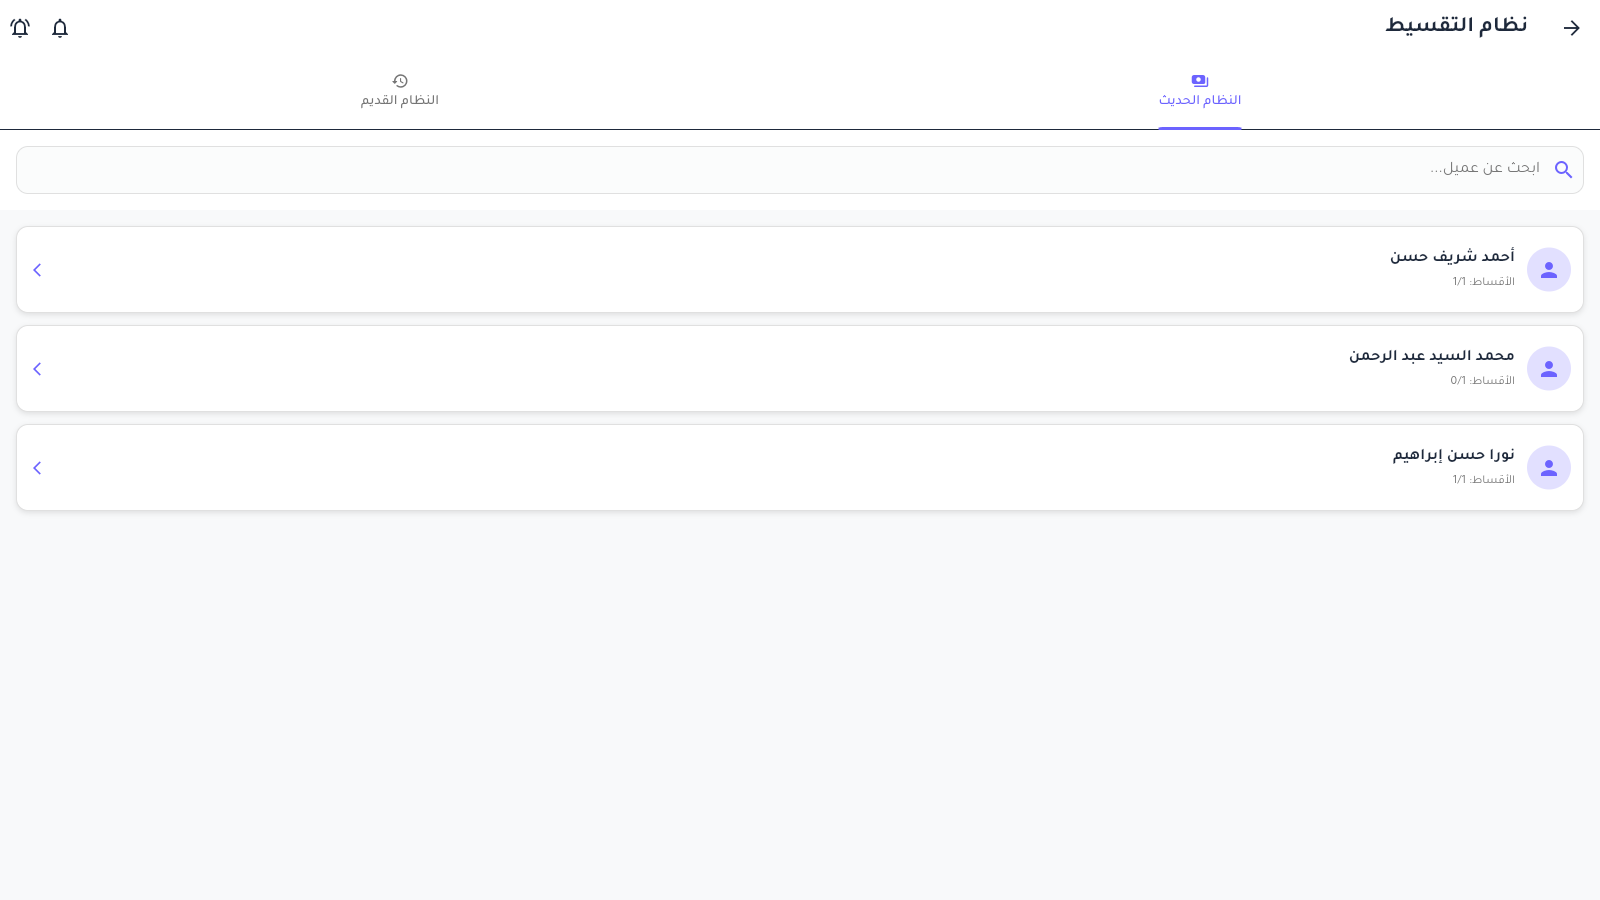 نظام التقسيط
النظام الحديث
النظام القديم
ابحث عن عميل...
أحمد شريف حسن
الأقساط: 1/1
محمد السيد عبد الرحمن
الأقساط: 0/1
نورا حسن إبراهيم
الأقساط: 1/1